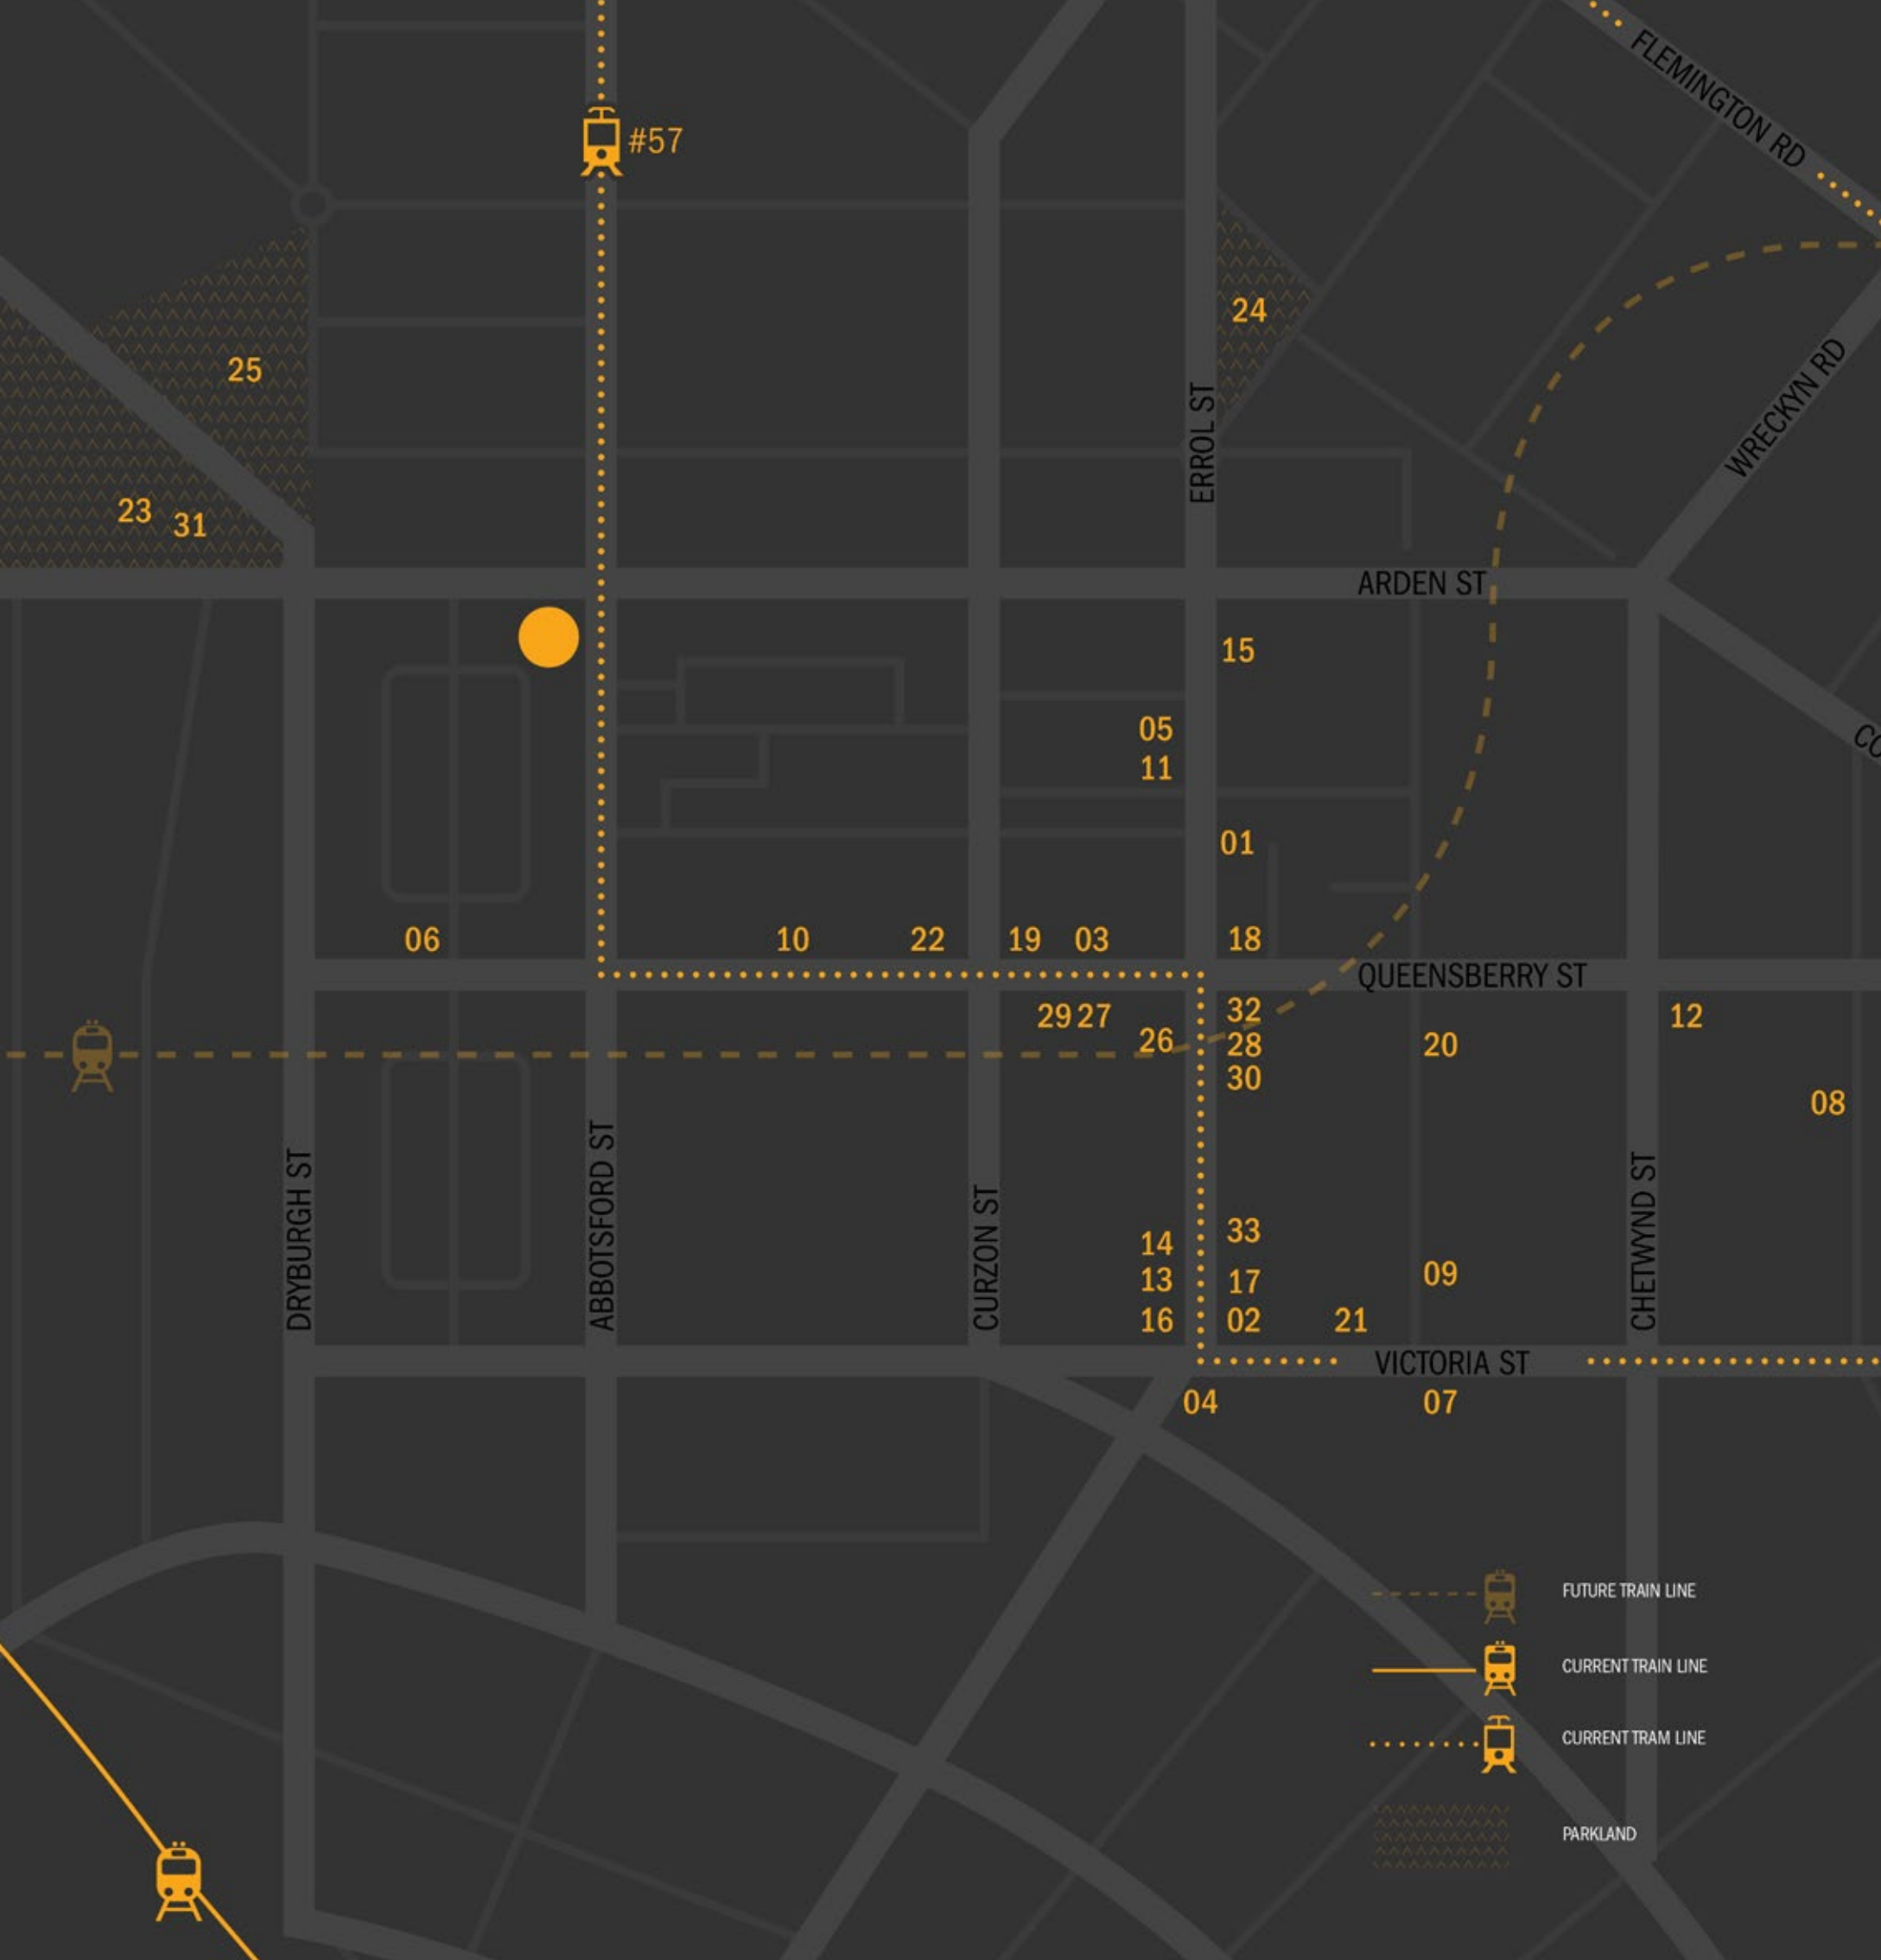 FLEMINGTON RD
#57
24
25
WRECKYN RD
ERROL ST
23
31
ARDEN ST
15
05
11
CO
01
06
10
22
19
03
18
QUEENSBERRY ST
32
29
27
12
26
28
20
30
08
DRYBURGH ST
ABBOTSFORD ST
CURZON ST
CHETWYND ST
14
33
13
17
09
16
02
21
VICTORIA ST
04
07
FUTURE TRAIN LINE
CURRENT TRAIN LINE
CURRENT TRAM LINE
PARKLAND